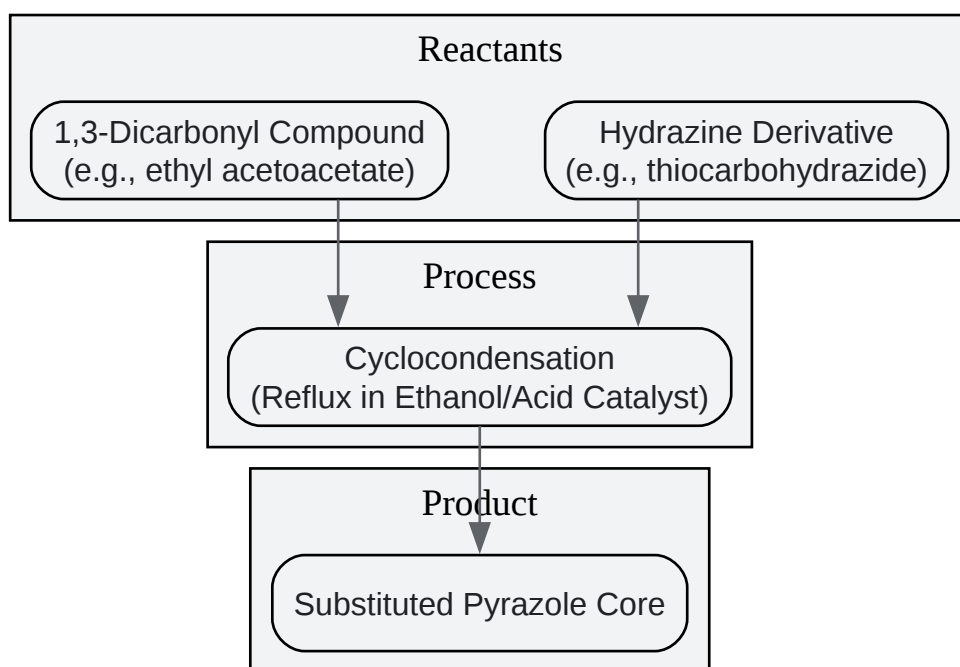 Reactants
1,3-Dicarbonyl Compound
(e.g., ethyl acetoacetate)
Hydrazine Derivative
(e.g., thiocarbohydrazide)
Process
Cyclocondensation
(Reflux in Ethanol/Acid Catalyst)
Product
Substituted Pyrazole Core